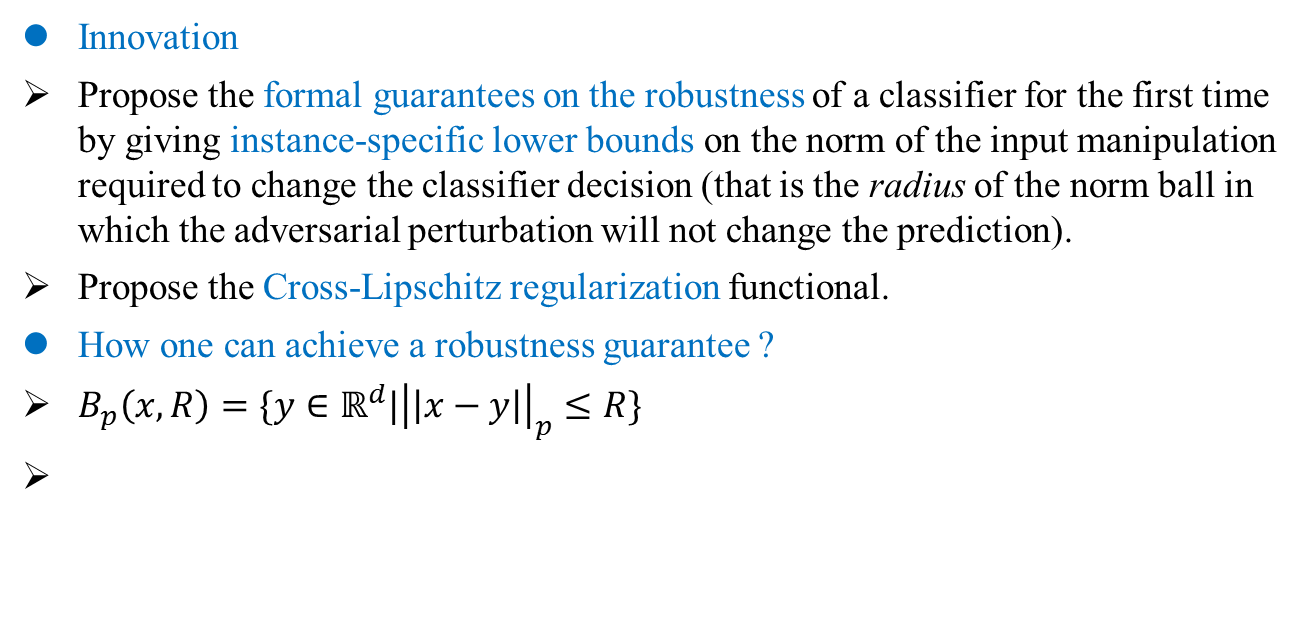 ● Innovation
➢ Propose the formal guarantees on the robustness of a classifier for the first time
by giving instance-specific lower bounds on the norm of the input manipulation
required to change the classifier decision (that is the radius of the norm ball in
which the adversarial perturbation will not change the prediction).
➢ Propose the Cross-Lipschitz regularization functional.
● How one can achieve a robustness guarantee ?
➢ B_p(x, R) = {y ∈ ℝ^d| ||x − y||_p ≤ R}
➢